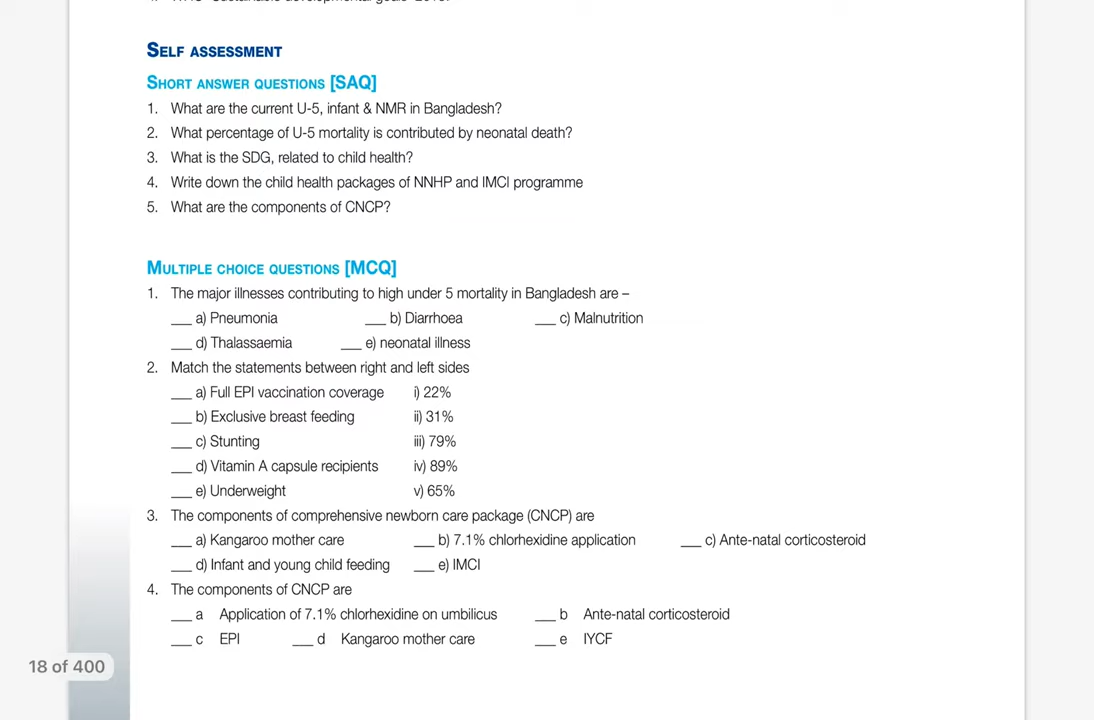 SELF ASSESSMENT
SHORT ANSWER QUESTIONS [SAQ]
1. What are the current U-5, infant & NMR in Bangladesh?
2. What percentage of U-5 mortality is contributed by neonatal death?
3. What is the SDG, related to child health?
4. Write down the child health packages of NNHP and IMCI programme
5. What are the components of CNCP?
MULTIPLE CHOICE QUESTIONS [MCQ]
1. The major illnesses contributing to high under 5 mortality in Bangladesh are –
___ a) Pneumonia ___ b) Diarrhoea ___ c) Malnutrition
___ d) Thalassaemia ___ e) neonatal illness
2. Match the statements between right and left sides
___ a) Full EPI vaccination coverage i) 22%
___ b) Exclusive breast feeding ii) 31%
___ c) Stunting iii) 79%
___ d) Vitamin A capsule recipients iv) 89%
___ e) Underweight v) 65%
3. The components of comprehensive newborn care package (CNCP) are
___ a) Kangaroo mother care ___ b) 7.1% chlorhexidine application ___ c) Ante-natal corticosteroid
___ d) Infant and young child feeding ___ e) IMCI
4. The components of CNCP are
___ a Application of 7.1% chlorhexidine on umbilicus ___ b Ante-natal corticosteroid
___ c EPI ___ d Kangaroo mother care ___ e IYCF
18 of 400